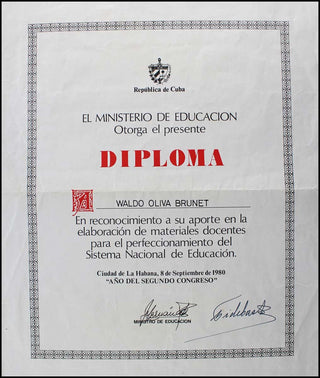 República de Cuba
EL MINISTERIO DE EDUCACION
Otorga el presente
DIPLOMA
A
WALDO OLIVA BRUNET
En reconocimiento a su aporte en la
elaboración de materiales docentes
para el perfeccionamiento del
Sistema Nacional de Educación.
Ciudad de La Habana, 8 de Septiembre de 1980
"AÑO DEL SEGUNDO CONGRESO"
MINISTRO DE EDUCACION